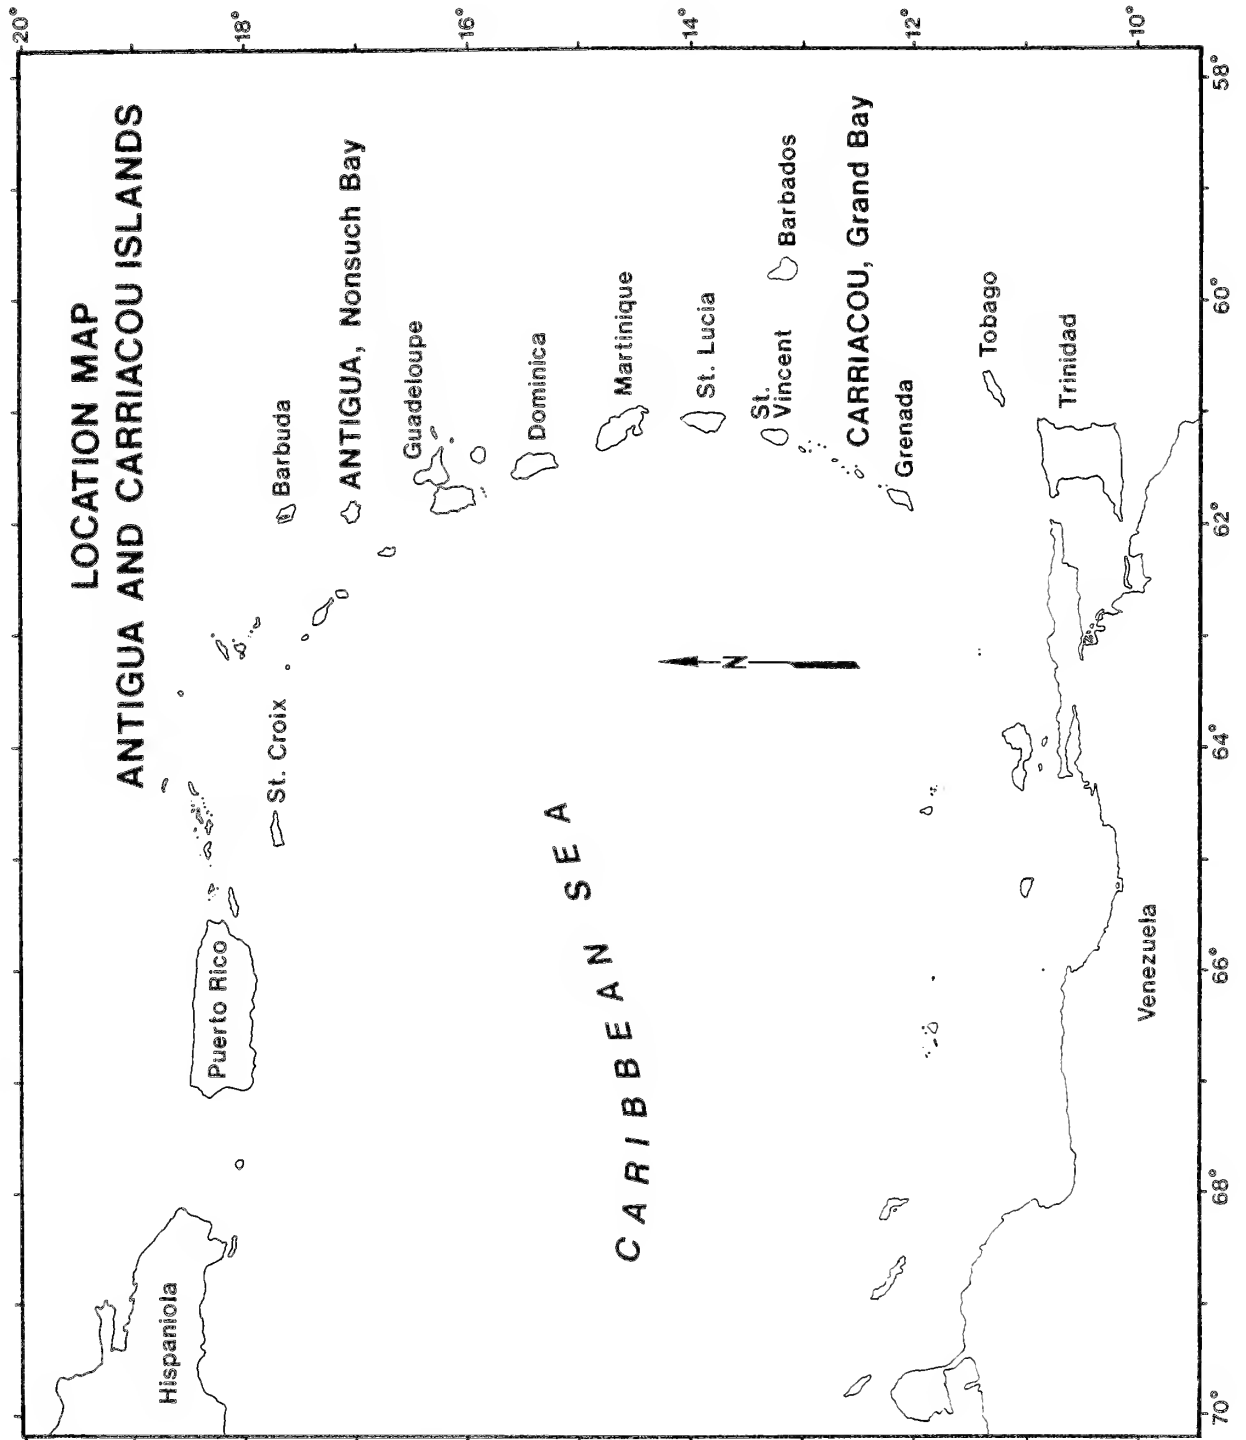 LOCATION MAP
ANTIGUA AND CARRIACOU ISLANDS
20°
18°
16°
14°
12°
10°
70°
68°
66°
64°
62°
60°
58°
Hispaniola
Puerto Rico
St. Croix
Barbuda
ANTIGUA, Nonsuch Bay
Guadeloupe
Dominica
CARIBBEAN SEA
Martinique
St. Lucia
St.
Vincent
Barbados
CARRIACOU, Grand Bay
Grenada
Tobago
Trinidad
Venezuela
N